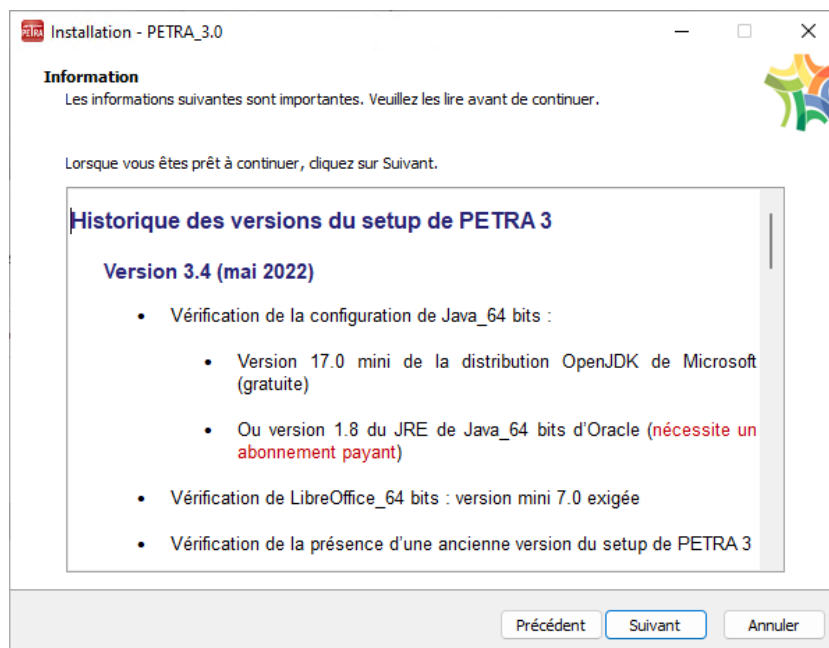 PETRA Installation - PETRA_3.0
Information
Les informations suivantes sont importantes. Veuillez les lire avant de continuer.
Lorsque vous êtes prêt à continuer, cliquez sur Suivant.
Historique des versions du setup de PETRA 3
Version 3.4 (mai 2022)
• Vérification de la configuration de Java_64 bits :
• Version 17.0 mini de la distribution OpenJDK de Microsoft
(gratuite)
• Ou version 1.8 du JRE de Java_64 bits d'Oracle (nécessite un
abonnement payant)
• Vérification de LibreOffice_64 bits : version mini 7.0 exigée
• Vérification de la présence d'une ancienne version du setup de PETRA 3
Précédent Suivant Annuler